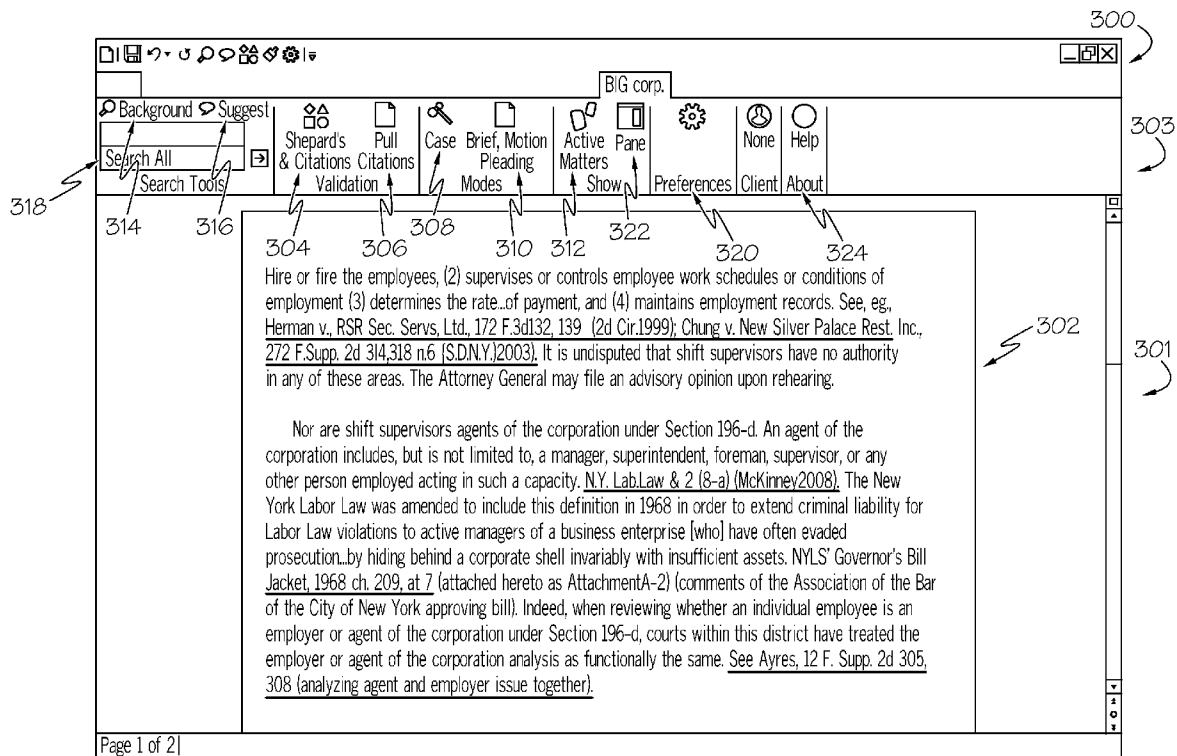 300
BIG corp.
Background Suggest
Search All
Search Tools
Shepard's
& Citations
Pull
Citations
Validation
Case
Brief, Motion
Pleading
Modes
Active
Matters
Pane
Show
Preferences
None
Client
Help
About
303
318
314
316
304
306
308
310
312
322
320
324
Hire or fire the employees, (2) supervises or controls employee work schedules or conditions of
employment (3) determines the rate...of payment, and (4) maintains employment records. See, eg.,
Herman v., RSR Sec. Servs, Ltd., 172 F.3d132, 139 (2d Cir.1999); Chung v. New Silver Palace Rest. Inc.,
272 F.Supp. 2d 314,318 n.6 (S.D.N.Y.)2003). It is undisputed that shift supervisors have no authority
in any of these areas. The Attorney General may file an advisory opinion upon rehearing.
302
301
Nor are shift supervisors agents of the corporation under Section 196-d. An agent of the
corporation includes, but is not limited to, a manager, superintendent, foreman, supervisor, or any
other person employed acting in such a capacity. N.Y. Lab.Law & 2 (8-a) (McKinney2008). The New
York Labor Law was amended to include this definition in 1968 in order to extend criminal liability for
Labor Law violations to active managers of a business enterprise [who] have often evaded
prosecution...by hiding behind a corporate shell invariably with insufficient assets. NYLS' Governor's Bill
Jacket, 1968 ch. 209, at 7 (attached hereto as AttachmentA-2) (comments of the Association of the Bar
of the City of New York approving bill). Indeed, when reviewing whether an individual employee is an
employer or agent of the corporation under Section 196-d, courts within this district have treated the
employer or agent of the corporation analysis as functionally the same. See Ayres, 12 F. Supp. 2d 305,
308 (analyzing agent and employer issue together).
Page 1 of 2